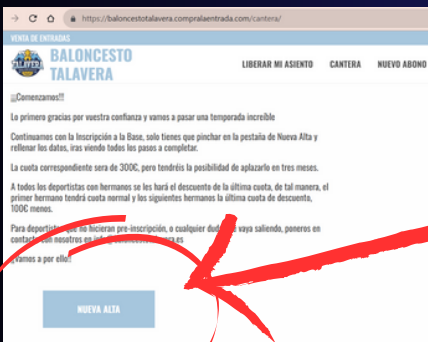 https://baloncestotalavera.compralaentrada.com/cantera/
VENTA DE ENTRADAS
TALAVERA
BALONCESTO
TALAVERA
LIBERAR MI ASIENTO CANTERA NUEVO ABONO
¡¡¡Comenzamos!!!
Lo primero gracias por vuestra confianza y vamos a pasar una temporada increíble
Continuamos con la Inscripción a la Base, solo tienes que pinchar en la pestaña de Nueva Alta y
rellenar los datos, iras viendo todos los pasos a completar.
La cuota correspondiente sera de 300€, pero tendréis la posibilidad de aplazarlo en tres meses.
A todos los deportistas con hermanos se les hará el descuento de la última cuota, de tal manera, el
primer hermano tendrá cuota normal y los siguientes hermanos la última cuota de descuento,
100€ menos.
Para deportistas que no hicieran pre-inscripción, o cualquier duda vaya saliendo, poneros en
contacto con nosotros en
¡Vamos a por ello!!
NUEVA ALTA